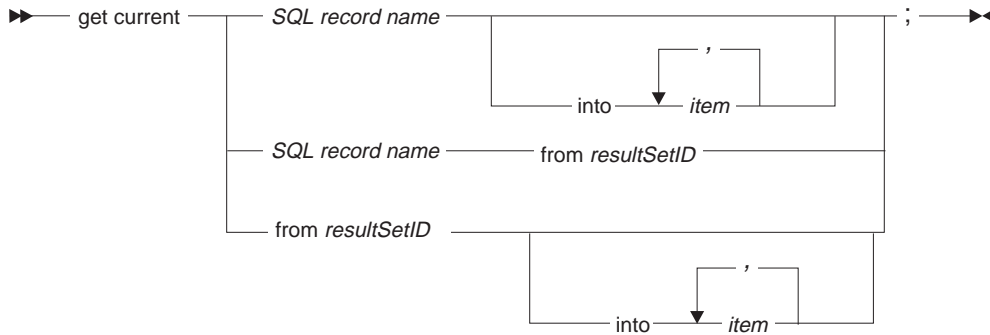 get current SQL record name ;
,
into item
SQL record name from resultSetID
from resultSetID
,
into item